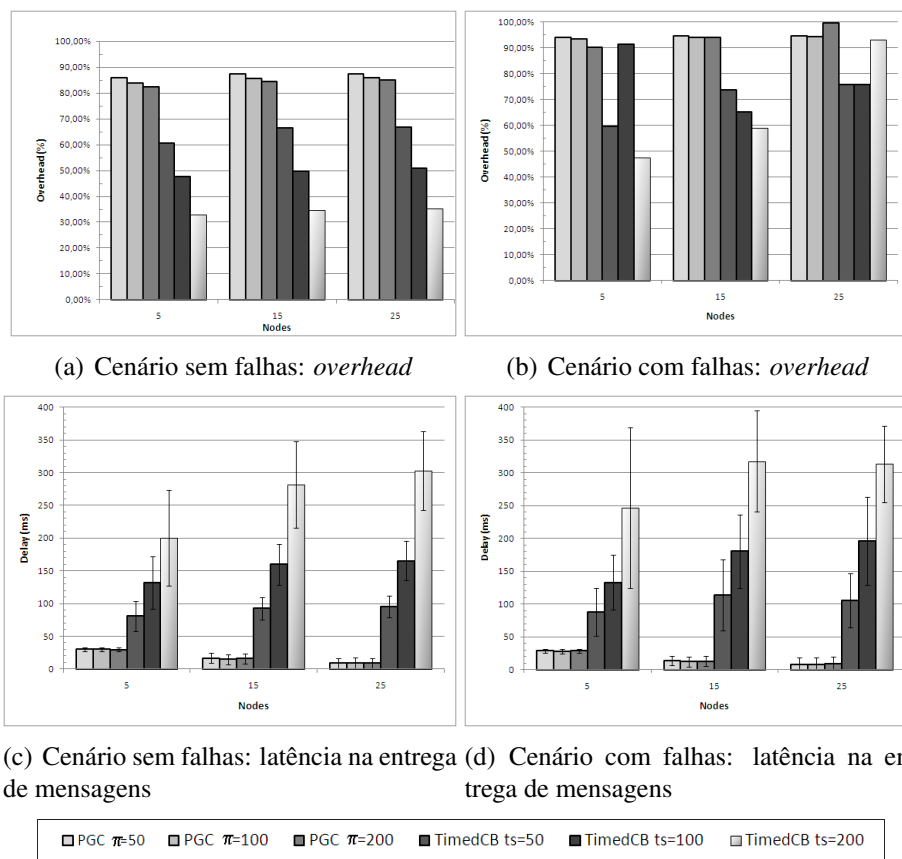 100,00%
90,00%
80,00%
70,00%
60,00%
50,00%
40,00%
30,00%
20,00%
10,00%
0,00%
Overhead(%)
5 15 25
Nodes
(a) Cenário sem falhas: overhead
100,00%
90,00%
80,00%
70,00%
60,00%
50,00%
40,00%
30,00%
20,00%
10,00%
0,00%
Overhead(%)
5 15 25
Nodes
(b) Cenário com falhas: overhead
400
350
300
250
200
150
100
50
0
Delay (ms)
5 15 25
Nodes
(c) Cenário sem falhas: latência na entrega
de mensagens
400
350
300
250
200
150
100
50
0
Delay (ms)
5 15 25
Nodes
(d) Cenário com falhas: latência na en
trega de mensagens
PGC π=50 PGC π=100 PGC π=200 TimedCB ts=50 TimedCB ts=100 TimedCB ts=200